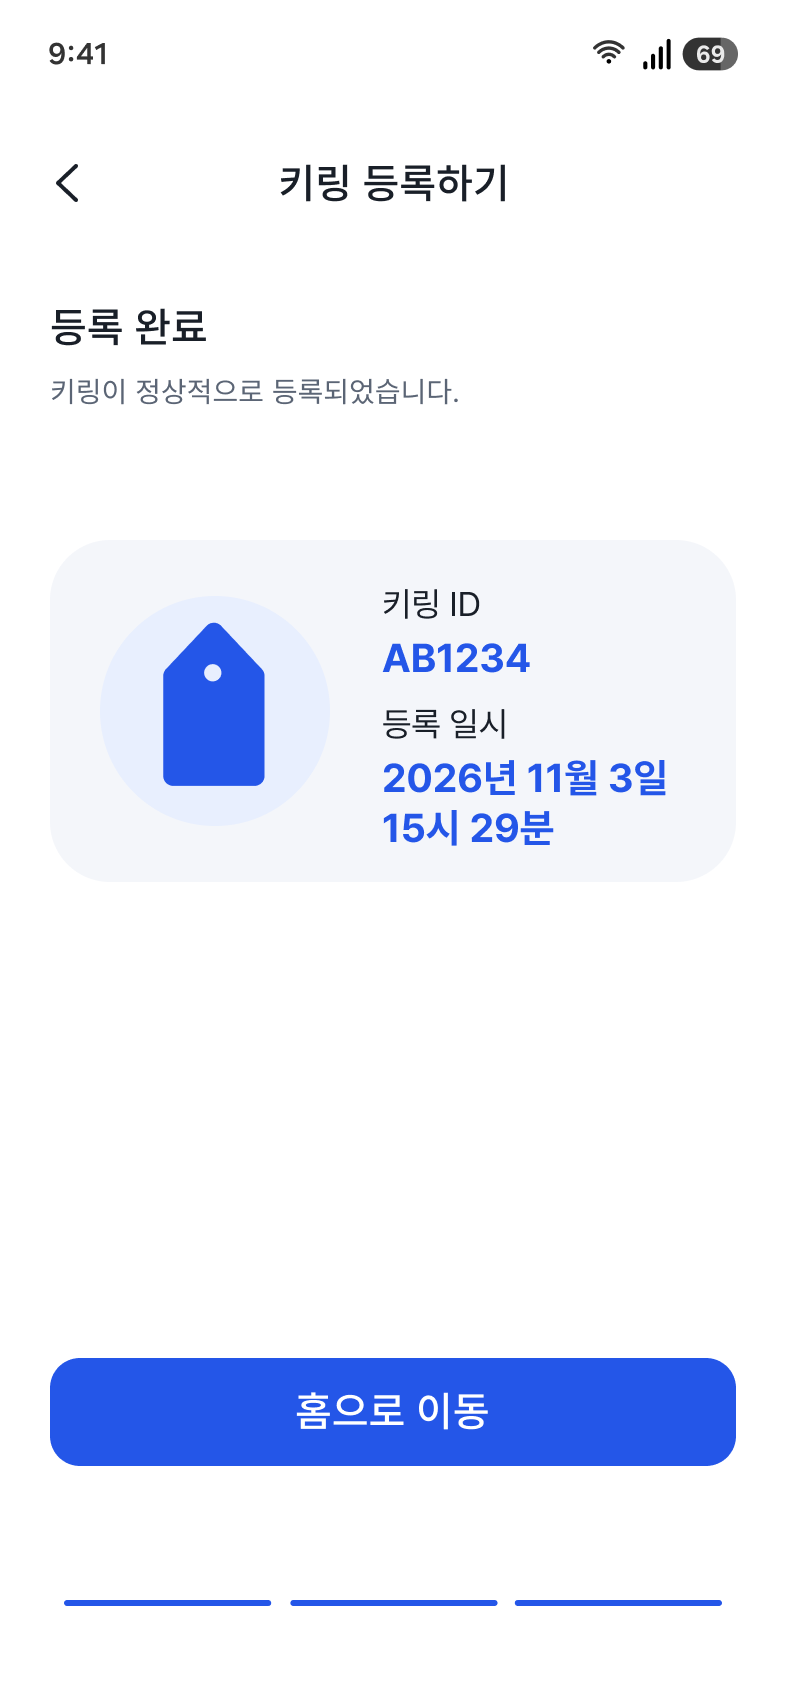 9:41
69
키링 등록하기
등록 완료
키링이 정상적으로 등록되었습니다.
키링 ID
AB1234
등록 일시
2026년 11월 3일
15시 29분
홈으로 이동